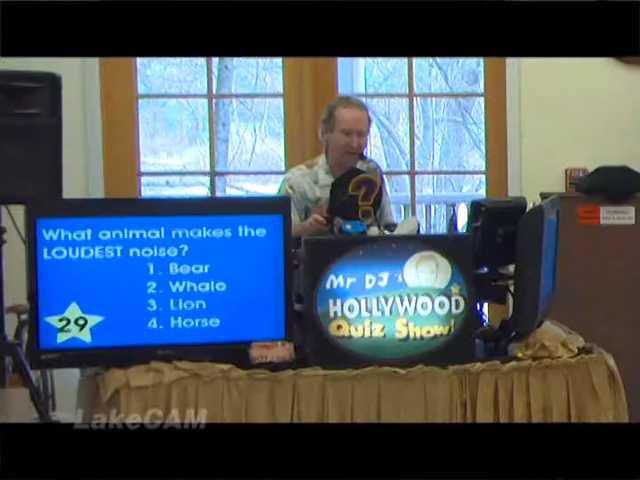 What animal makes the
LOUDEST noise?
1. Bear
2. Whale
3. Lion
4. Horse
29
?
Mr DJ's
HOLLYWOOD
Quiz Show!
LakeCAM